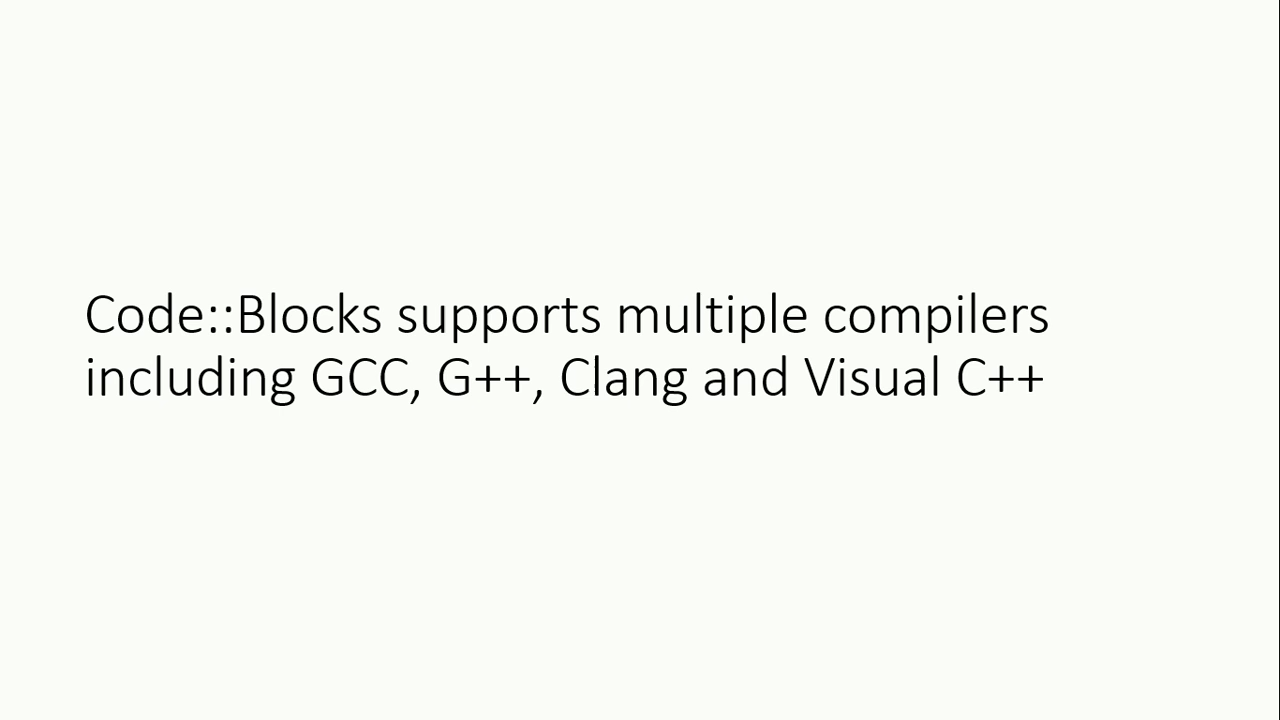 Code::Blocks supports multiple compilers
including GCC, G++, Clang and Visual C++